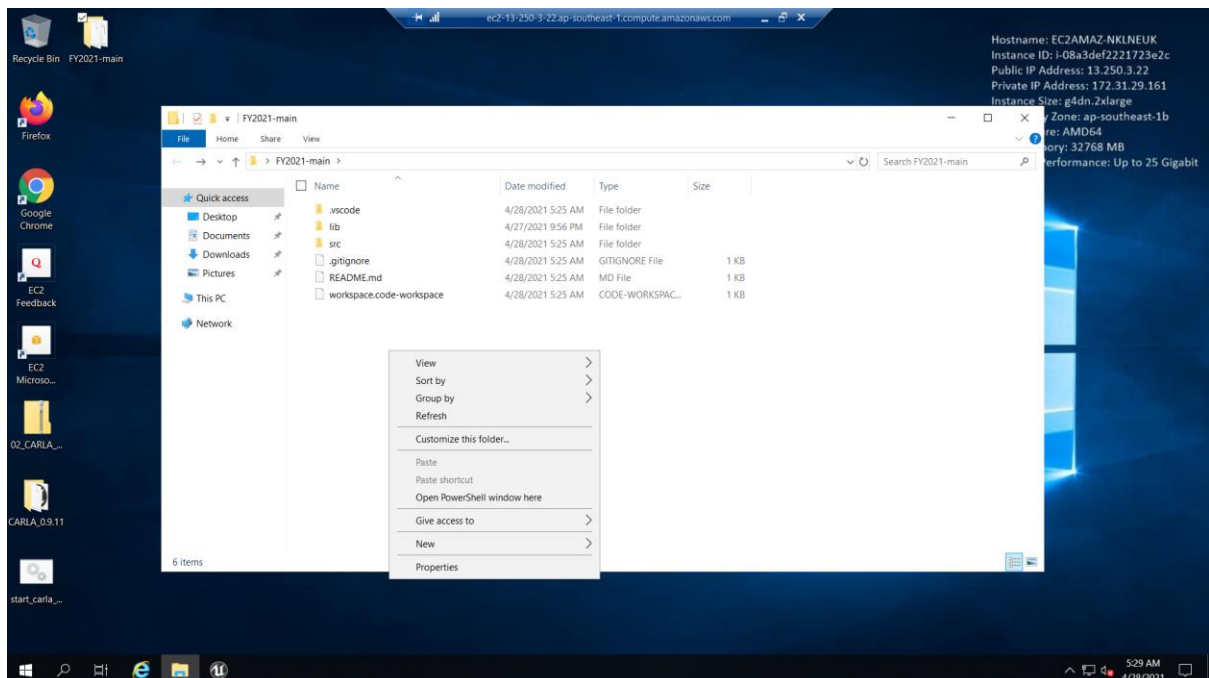 ec2-13-250-3-22.ap-southeast-1.compute.amazonaws.com
Recycle Bin
FY2021-main
Hostname: EC2AMAZ-NKLNEUK
Instance ID: i-08a3def2221723e2c
Public IP Address: 13.250.3.22
Private IP Address: 172.31.29.161
Instance Size: g4dn.2xlarge
y Zone: ap-southeast-1b
re: AMD64
ory: 32768 MB
erformance: Up to 25 Gigabit
Firefox
Google
Chrome
EC2
Feedback
EC2
Microso...
02_CARLA_...
CARLA_0.9.11
start_carla_...
FY2021-main
File Home Share View
FY2021-main
Search FY2021-main
Quick access
Desktop
Documents
Downloads
Pictures
This PC
Network
Name Date modified Type Size
.vscode 4/28/2021 5:25 AM File folder
lib 4/27/2021 9:56 PM File folder
src 4/28/2021 5:25 AM File folder
.gitignore 4/28/2021 5:25 AM GITIGNORE File 1 KB
README.md 4/28/2021 5:25 AM MD File 1 KB
workspace.code-workspace 4/28/2021 5:25 AM CODE-WORKSPAC... 1 KB
View
Sort by
Group by
Refresh
Customize this folder...
Paste
Paste shortcut
Open PowerShell window here
Give access to
New
Properties
6 items
5:29 AM
4/28/2021